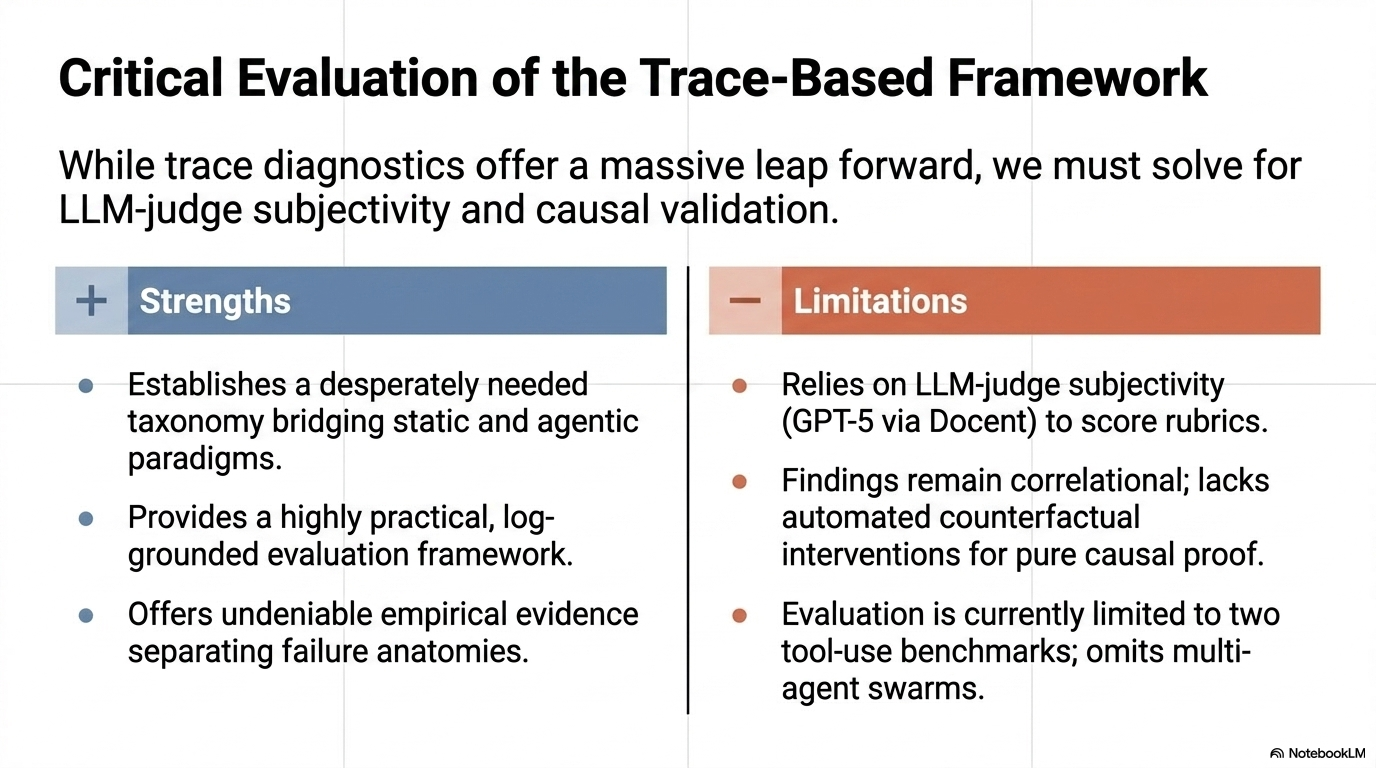 Critical Evaluation of the Trace-Based Framework
While trace diagnostics offer a massive leap forward, we must solve for
LLM-judge subjectivity and causal validation.
+ Strengths
• Establishes a desperately needed
taxonomy bridging static and agentic
paradigms.
• Provides a highly practical, log-
grounded evaluation framework.
• Offers undeniable empirical evidence
separating failure anatomies.
− Limitations
• Relies on LLM-judge subjectivity
(GPT-5 via Docent) to score rubrics.
• Findings remain correlational; lacks
automated counterfactual
interventions for pure causal proof.
• Evaluation is currently limited to two
tool-use benchmarks; omits multi-
agent swarms.
NotebookLM